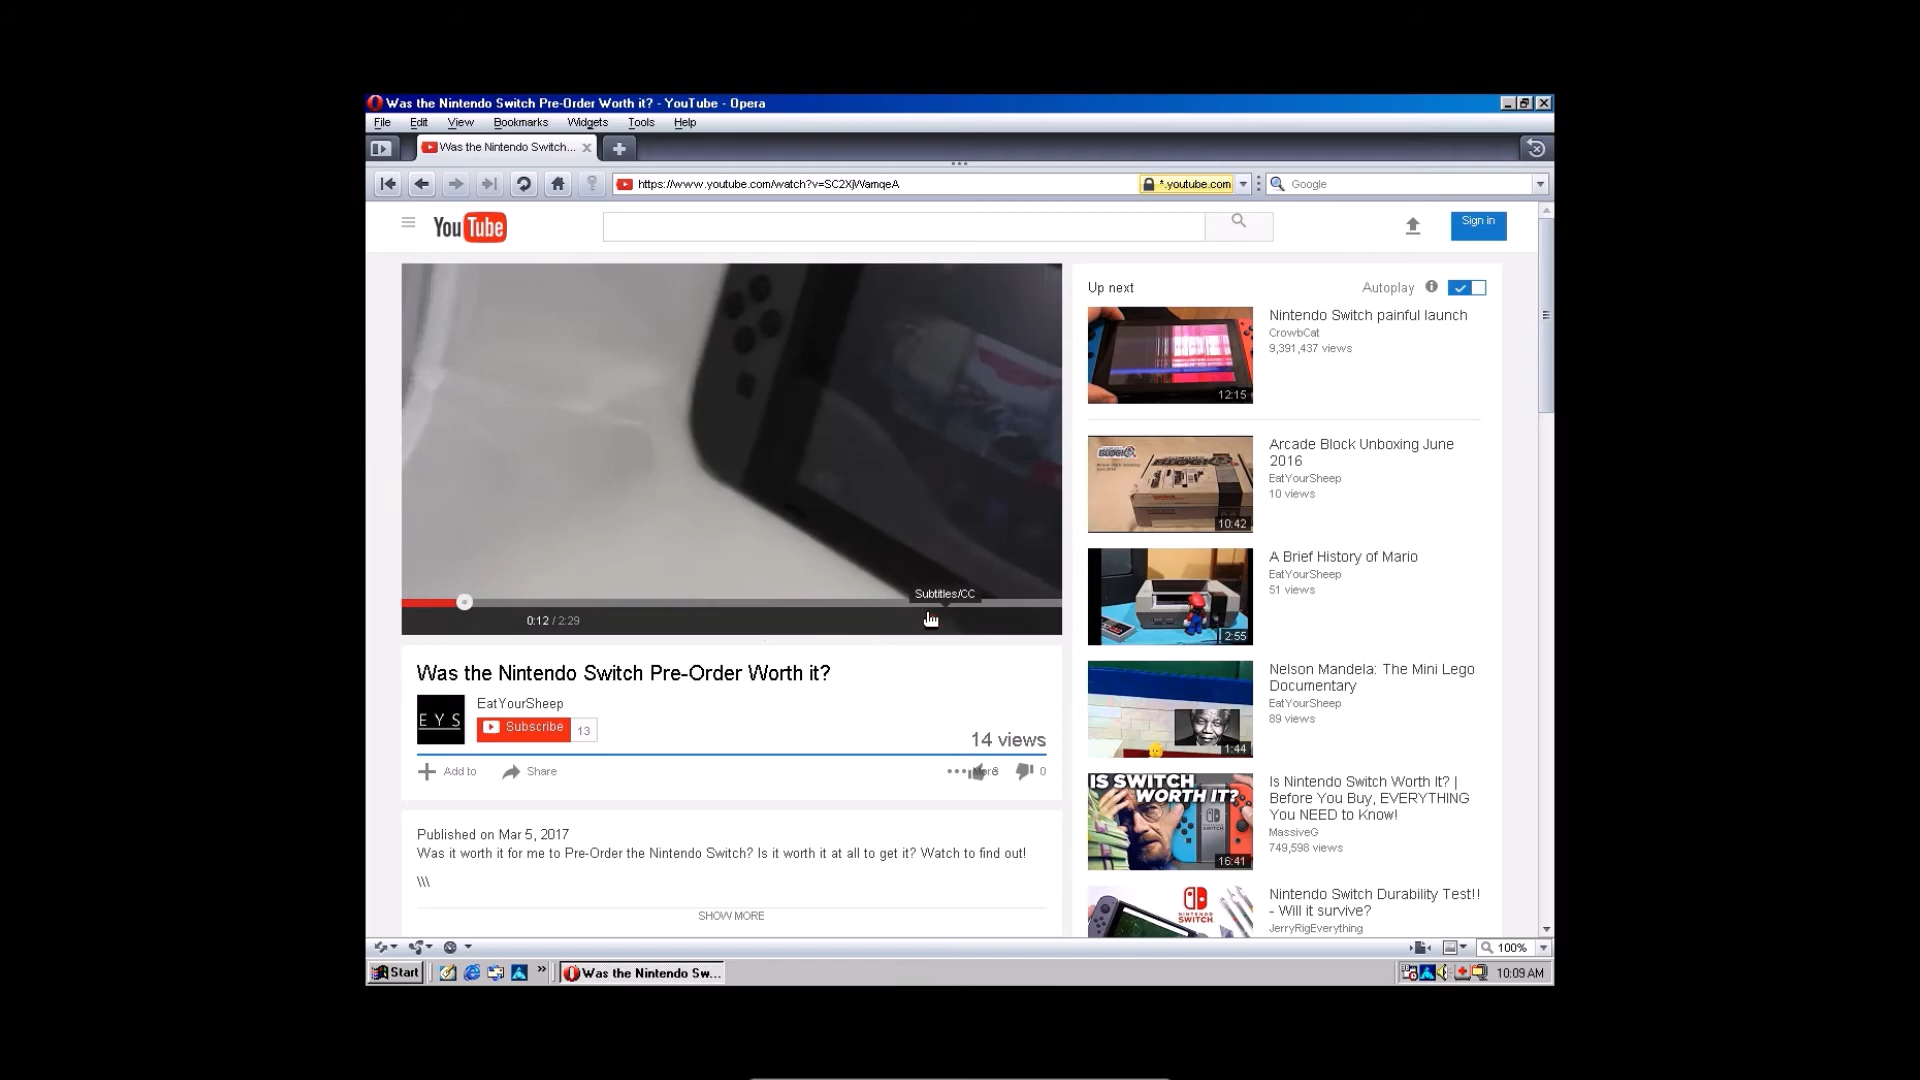 Was the Nintendo Switch Pre-Order Worth it? - YouTube - Opera
File Edit View Bookmarks Widgets Tools Help
Was the Nintendo Switch...
https://www.youtube.com/watch?v=SC2XjWamqeA
*.youtube.com
Google
YouTube
Sign in
Subtitles/CC
0:12 / 2:29
Was the Nintendo Switch Pre-Order Worth it?
E Y S
EatYourSheep
Subscribe 13
14 views
Add to Share
More 0
Published on Mar 5, 2017
Was it worth it for me to Pre-Order the Nintendo Switch? Is it worth it at all to get it? Watch to find out!
\\\
SHOW MORE
Up next Autoplay
12:15
Nintendo Switch painful launch
CrowbCat
9,391,437 views
10:42
Arcade Block Unboxing June
2016
EatYourSheep
10 views
2:55
A Brief History of Mario
EatYourSheep
51 views
1:44
Nelson Mandela: The Mini Lego
Documentary
EatYourSheep
89 views
IS SWITCH
WORTH IT?
16:41
Is Nintendo Switch Worth It? |
Before You Buy, EVERYTHING
You NEED to Know!
MassiveG
749,598 views
NINTENDO
SWITCH
Nintendo Switch Durability Test!!
- Will it survive?
JerryRigEverything
100%
Start
Was the Nintendo Sw...
10:09 AM